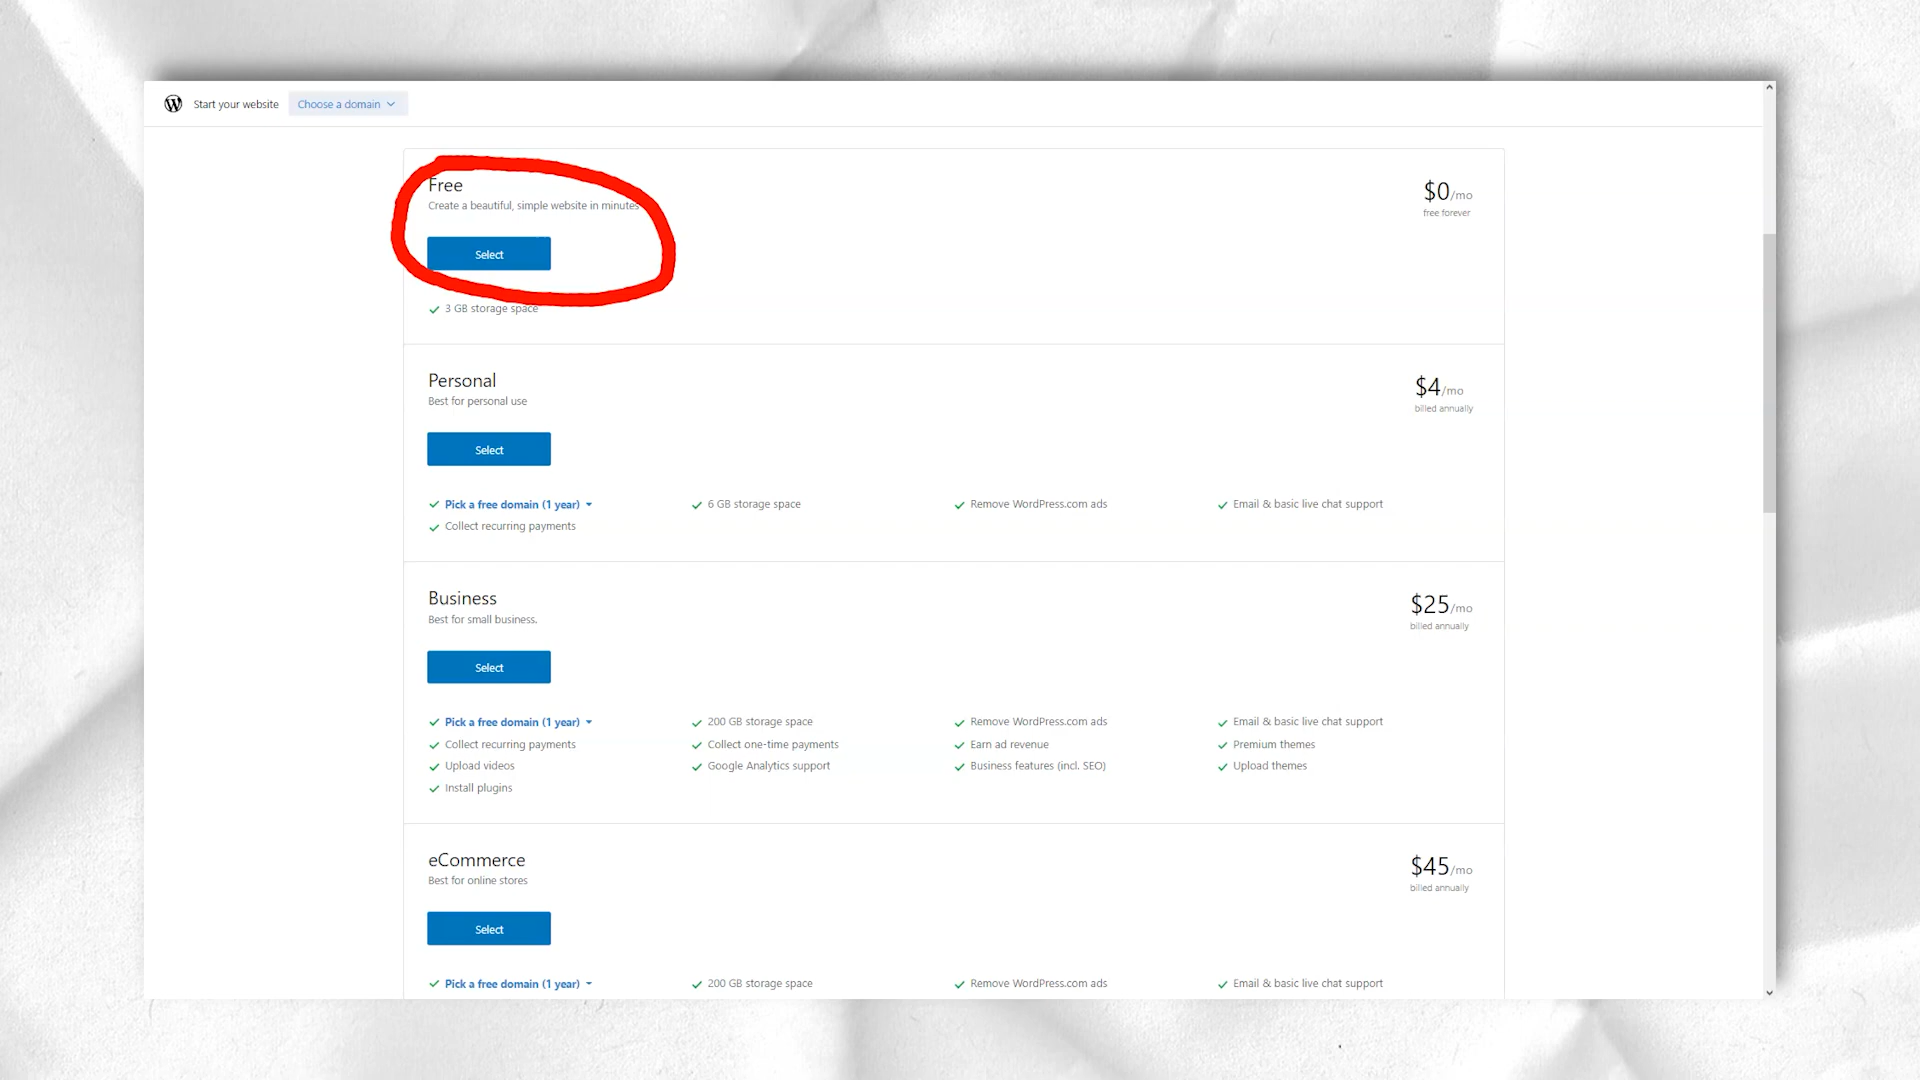 Start your website Choose a domain
Free
$0/mo
Create a beautiful, simple website in minutes
free forever
Select
3 GB storage space
Personal
$4/mo
Best for personal use
billed annually
Select
Pick a free domain (1 year) 6 GB storage space Remove WordPress.com ads Email & basic live chat support
Collect recurring payments
Business
$25/mo
Best for small business.
billed annually
Select
Pick a free domain (1 year) 200 GB storage space Remove WordPress.com ads Email & basic live chat support
Collect recurring payments Collect one-time payments Earn ad revenue Premium themes
Upload videos Google Analytics support Business features (incl. SEO) Upload themes
Install plugins
eCommerce
$45/mo
Best for online stores
billed annually
Select
Pick a free domain (1 year) 200 GB storage space Remove WordPress.com ads Email & basic live chat support